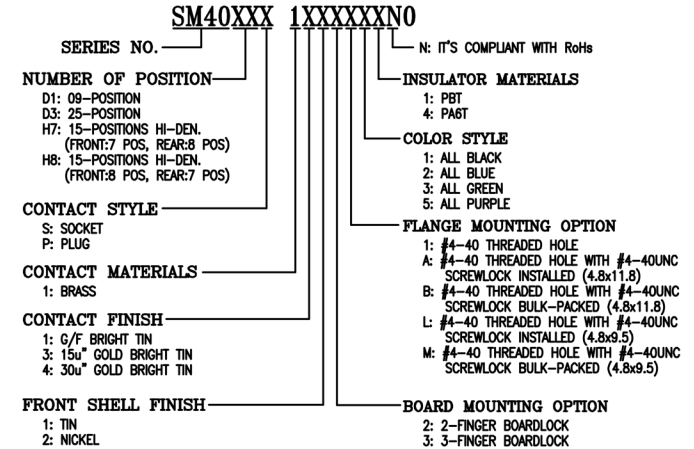 SM40XXX 1XXXXXXN0
SERIES NO.
NUMBER OF POSITION
D1: 09-POSITION
D3: 25-POSITION
H7: 15-POSITIONS HI-DEN.
(FRONT:7 POS, REAR:8 POS)
H8: 15-POSITIONS HI-DEN.
(FRONT:8 POS, REAR:7 POS)
CONTACT STYLE
S: SOCKET
P: PLUG
CONTACT MATERIALS
1: BRASS
CONTACT FINISH
1: G/F BRIGHT TIN
3: 15u" GOLD BRIGHT TIN
4: 30u" GOLD BRIGHT TIN
FRONT SHELL FINISH
1: TIN
2: NICKEL
N: IT'S COMPLIANT WITH RoHs
INSULATOR MATERIALS
1: PBT
4: PA6T
COLOR STYLE
1: ALL BLACK
2: ALL BLUE
3: ALL GREEN
5: ALL PURPLE
FLANGE MOUNTING OPTION
1: #4-40 THREADED HOLE
A: #4-40 THREADED HOLE WITH #4-40UNC
SCREWLOCK INSTALLED (4.8x11.8)
B: #4-40 THREADED HOLE WITH #4-40UNC
SCREWLOCK BULK-PACKED (4.8x11.8)
L: #4-40 THREADED HOLE WITH #4-40UNC
SCREWLOCK INSTALLED (4.8x9.5)
M: #4-40 THREADED HOLE WITH #4-40UNC
SCREWLOCK BULK-PACKED (4.8x9.5)
BOARD MOUNTING OPTION
2: 2-FINGER BOARDLOCK
3: 3-FINGER BOARDLOCK